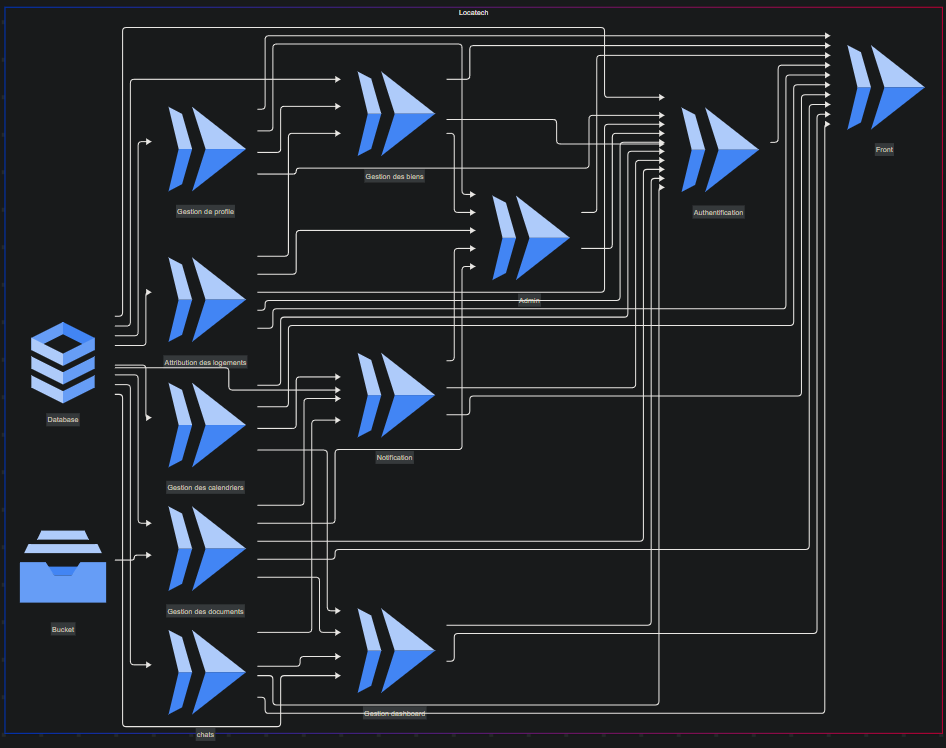 Locatech
Front
Gestion des biens
Gestion de profile
Authentification
Admin
Attribution des logements
Database
Notification
Gestion des calendriers
Gestion des documents
Bucket
Gestion dashboard
chats